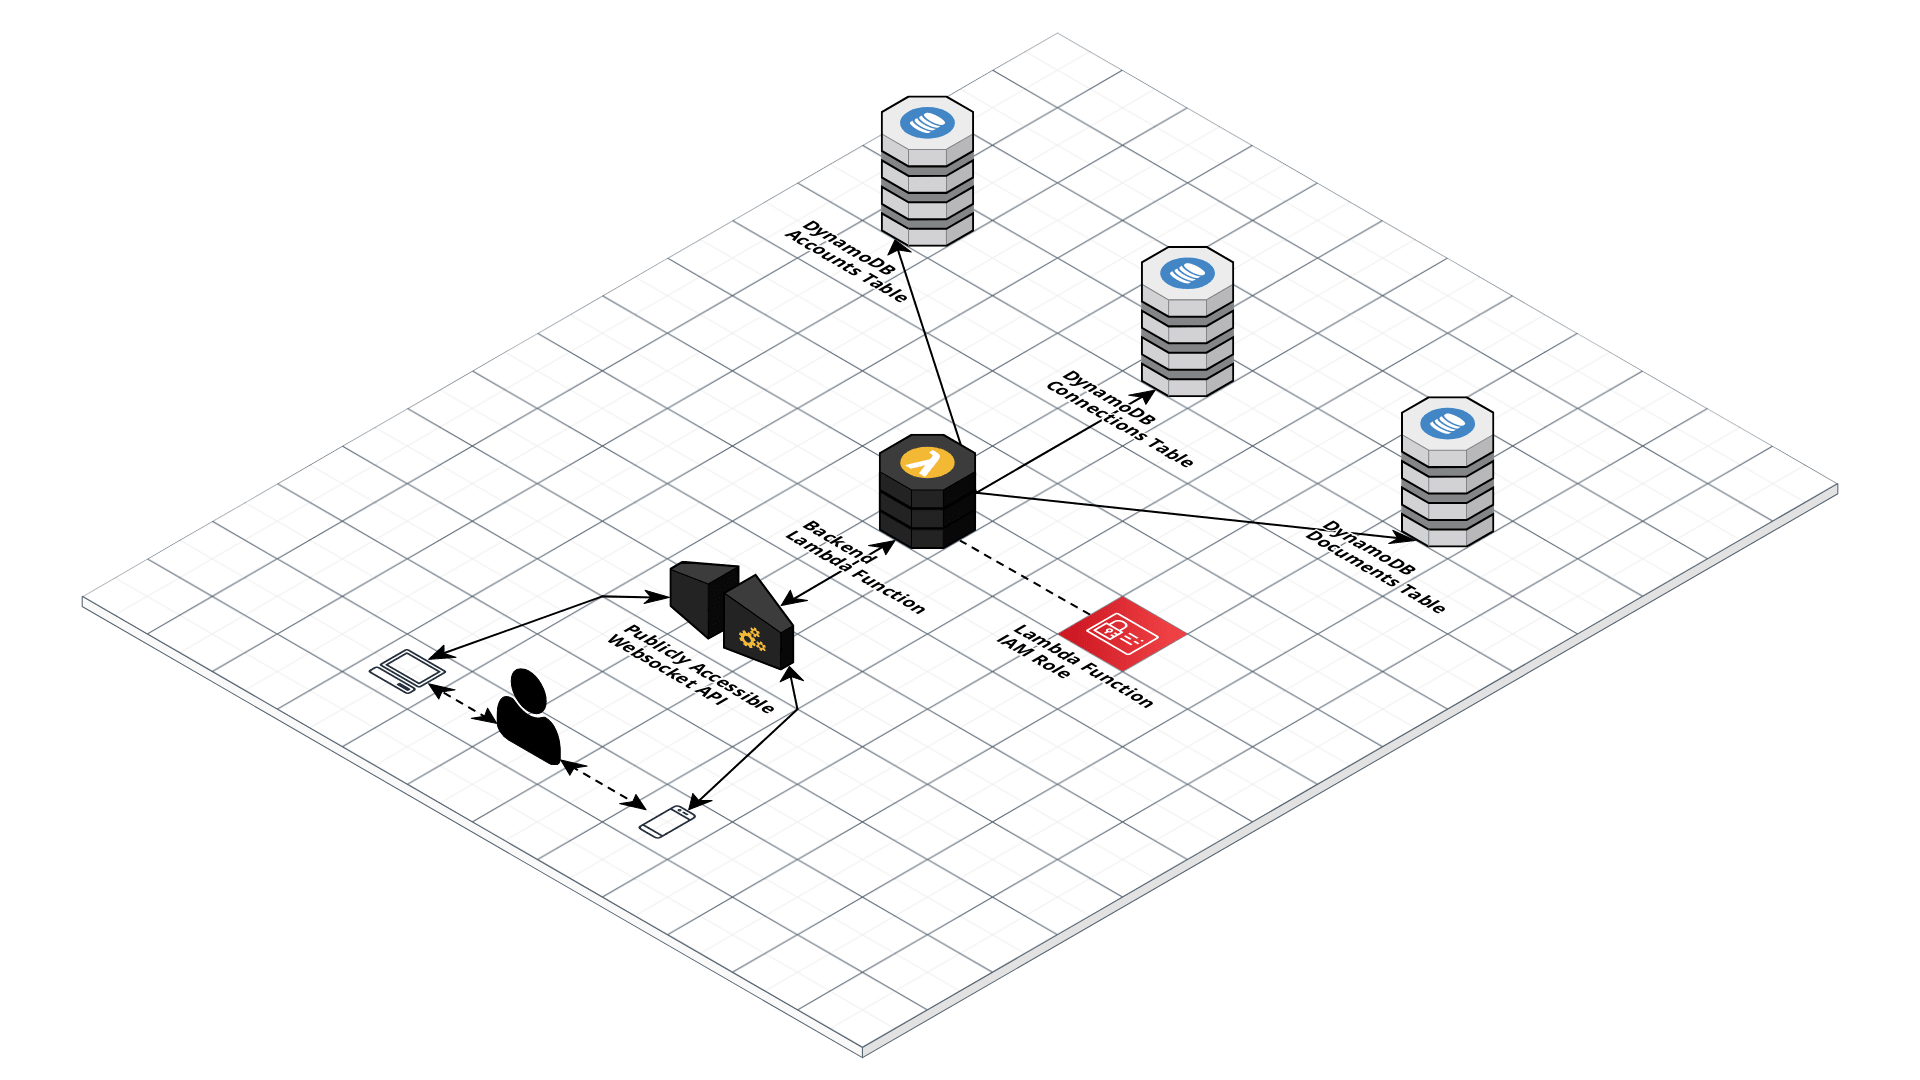 DynamoDB
Accounts Table
DynamoDB
Connections Table
DynamoDB
Documents Table
Backend
Lambda Function
Publicly Accessible
Websocket API
Lambda Function
IAM Role